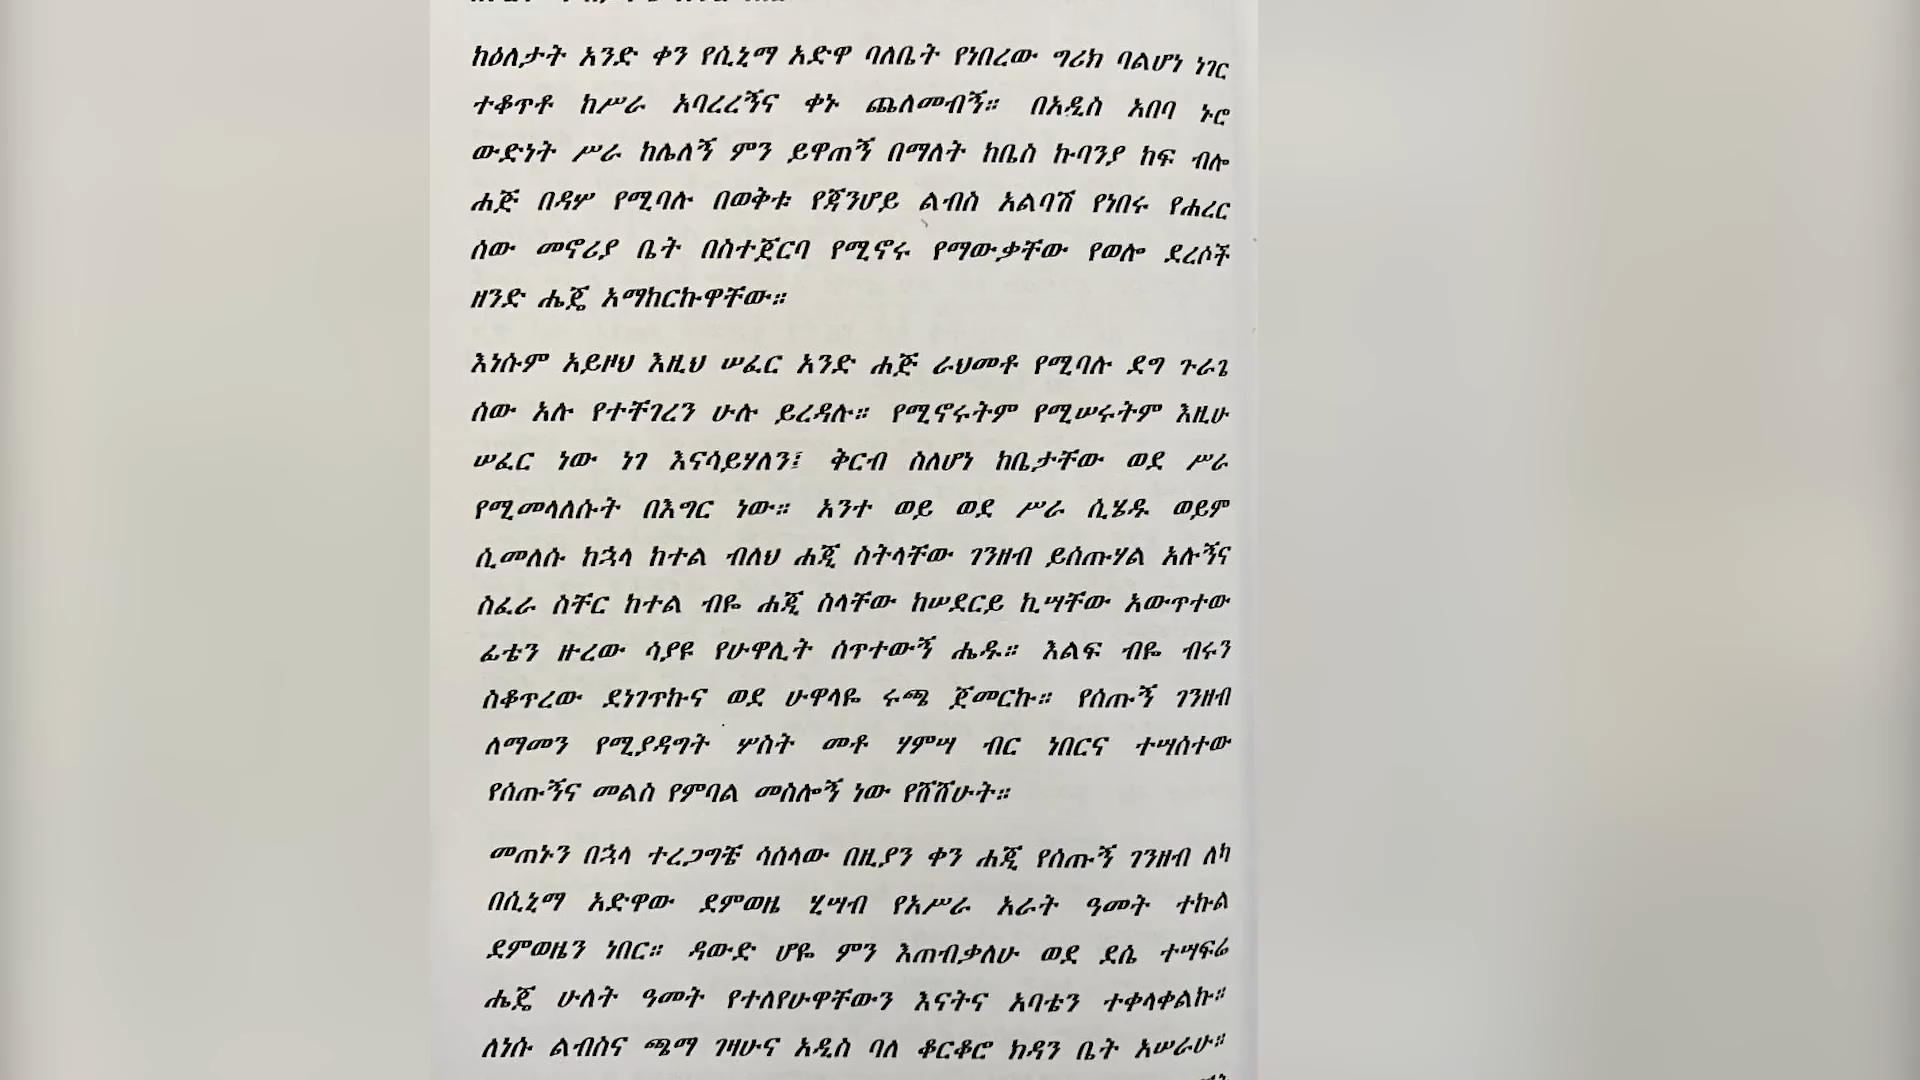 ከዕለታት አንድ ቀን የሲኒማ አድዋ ባለቤት የነበረው ግሪክ ባልሆነ ነገር
ተቆጥቶ ከሥራ አባረረኝና ቀኑ ጨለመብኝ። በአዲስ አበባ ኑሮ
ውድነት ሥራ ከሌለኝ ምን ይዋጠኝ በማለት ከቤስ ኩባንያ ከፍ ብሎ
ሐጅ በዳሦ የሚባሉ በወቅቱ የጃንሆይ ልብስ አልባሽ የነበሩ የሐረር
ሰው መኖሪያ ቤት በስተጀርባ የሚኖሩ የማውቃቸው የወሎ ደረሶች
ዘንድ ሔጄ አማከርኩዋቸው።
እነሱም አይዞህ እዚህ ሠፈር አንድ ሐጅ ራህመቶ የሚባሉ ደግ ጉራጌ
ሰው አሉ የተቸገረን ሁሉ ይረዳሉ። የሚኖሩትም የሚሠሩትም እዚሁ
ሠፈር ነው ነገ እናሳይሃለን፤ ቅርብ ስለሆነ ከቤታቸው ወደ ሥራ
የሚመላለሱት በእግር ነው። አንተ ወይ ወደ ሥራ ሲሄዱ ወይም
ሲመለሱ ከኋላ ከተል ብለህ ሐጂ ስትላቸው ገንዘብ ይሰጡሃል አሉኝና
ስፈራ ስቸር ከተል ብዬ ሐጂ ስላቸው ከሠደርይ ኪሣቸው አውጥተው
ፊቴን ዙረው ሳያዩ የሁዋሊት ሰጥተውኝ ሔዱ። እልፍ ብዬ ብሩን
ስቆጥረው ደነገጥኩና ወደ ሁዋላዬ ሩጫ ጀመርኩ። የሰጡኝ ገንዘብ
ለማመን የሚያዳግት ሦስት መቶ ሃምሣ ብር ነበርና ተሣስተው
የሰጡኝና መልስ የምባል መስሎኝ ነው የሸሸሁት።
መጠኑን በኋላ ተረጋግቼ ሳሰላው በዚያን ቀን ሐጂ የሰጡኝ ገንዘብ ለካ
በሲኒማ አድዋው ደምወዜ ሂሣብ የአሥራ አራት ዓመት ተኩል
ደምወዜን ነበር። ዳውድ ሆዬ ምን እጠብቃለሁ ወደ ደሴ ተሣፍሬ
ሔጄ ሁለት ዓመት የተለየሁዋቸውን እናትና አባቴን ተቀላቀልኩ።
ለነሱ ልብስና ጫማ ገዛሁና አዲስ ባለ ቆርቆሮ ክዳን ቤት አሠራሁ።